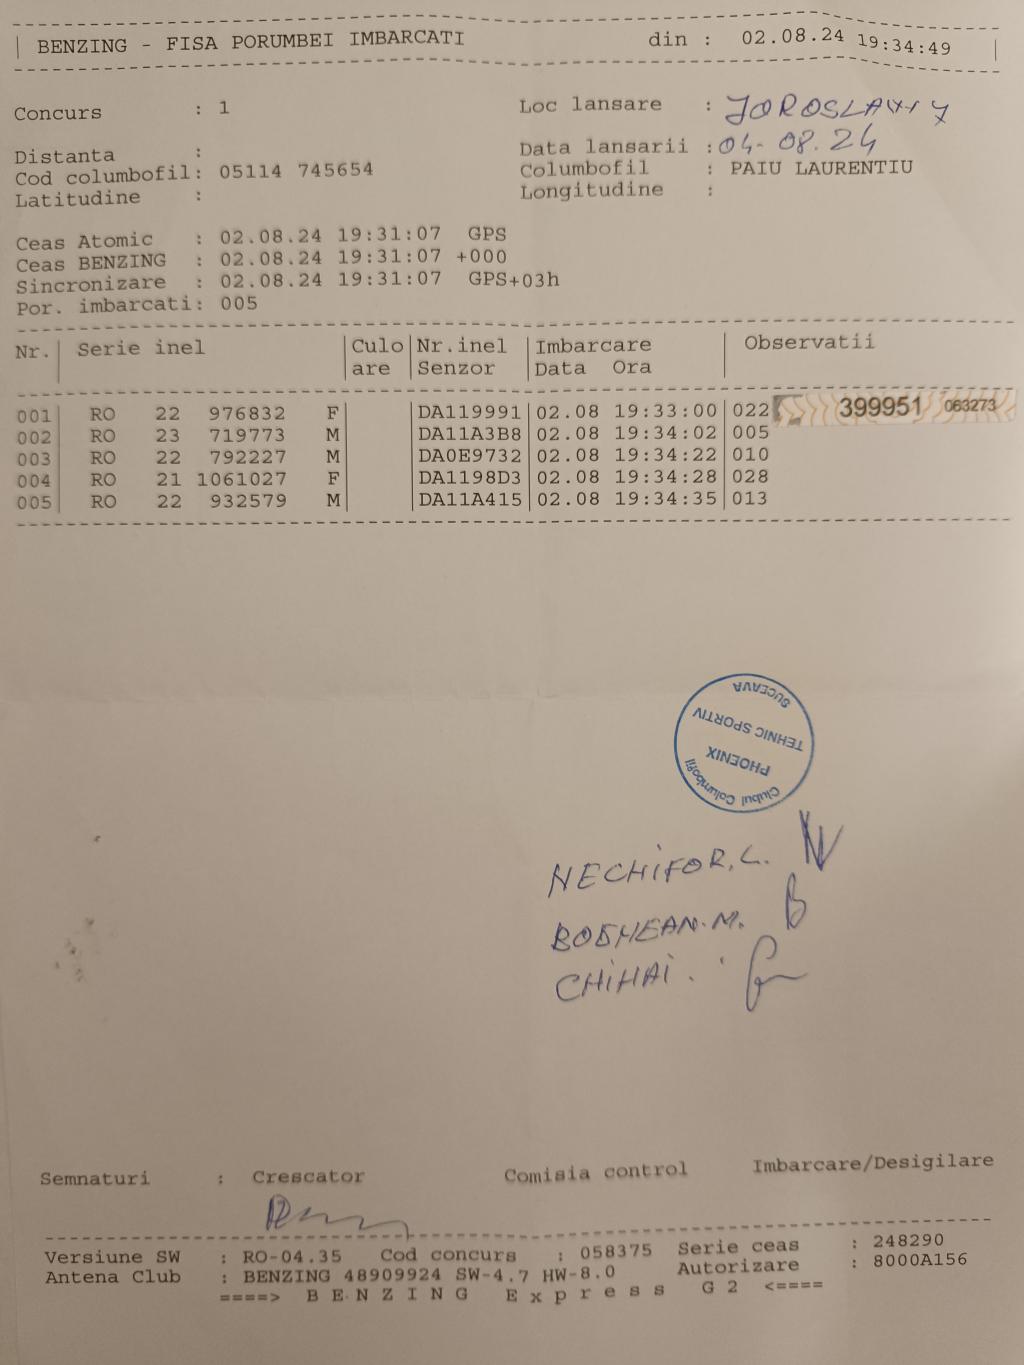 BENZING - FISA PORUMBEI IMBARCATI din : 02.08.24 19:34:49
Concurs : 1 Loc lansare : JOROSLAVIY
Distanta : Data lansarii : 04-08.24
Cod columbofil: 05114 745654 Columbofil : PAIU LAURENTIU
Latitudine : Longitudine :
Ceas Atomic : 02.08.24 19:31:07 GPS
Ceas BENZING : 02.08.24 19:31:07 +000
Sincronizare : 02.08.24 19:31:07 GPS+03h
Por. imbarcati: 005
Nr. Serie inel Culo Nr.inel Imbarcare Observatii
are Senzor Data Ora
001 RO 22 976832 F DA119991 02.08 19:33:00 022 399951 063273
002 RO 23 719773 M DA11A3B8 02.08 19:34:02 005
003 RO 22 792227 M DA0E9732 02.08 19:34:22 010
004 RO 21 1061027 F DA1198D3 02.08 19:34:28 028
005 RO 22 932579 M DA11A415 02.08 19:34:35 013
Clubul Columbofil
PHOENIX
TEHNIC SPORTIV
SUCEAVA
NECHIFOR.C.
BOGHEAN.M.
CHIHAI.
Semnaturi : Crescator Comisia control Imbarcare/Desigilare
Versiune SW : RO-04.35 Cod concurs : 058375 Serie ceas : 248290
Antena Club : BENZING 48909924 SW-4.7 HW-8.0 Autorizare : 8000A156
====> B E N Z I N G E x p r e s s G 2 <====